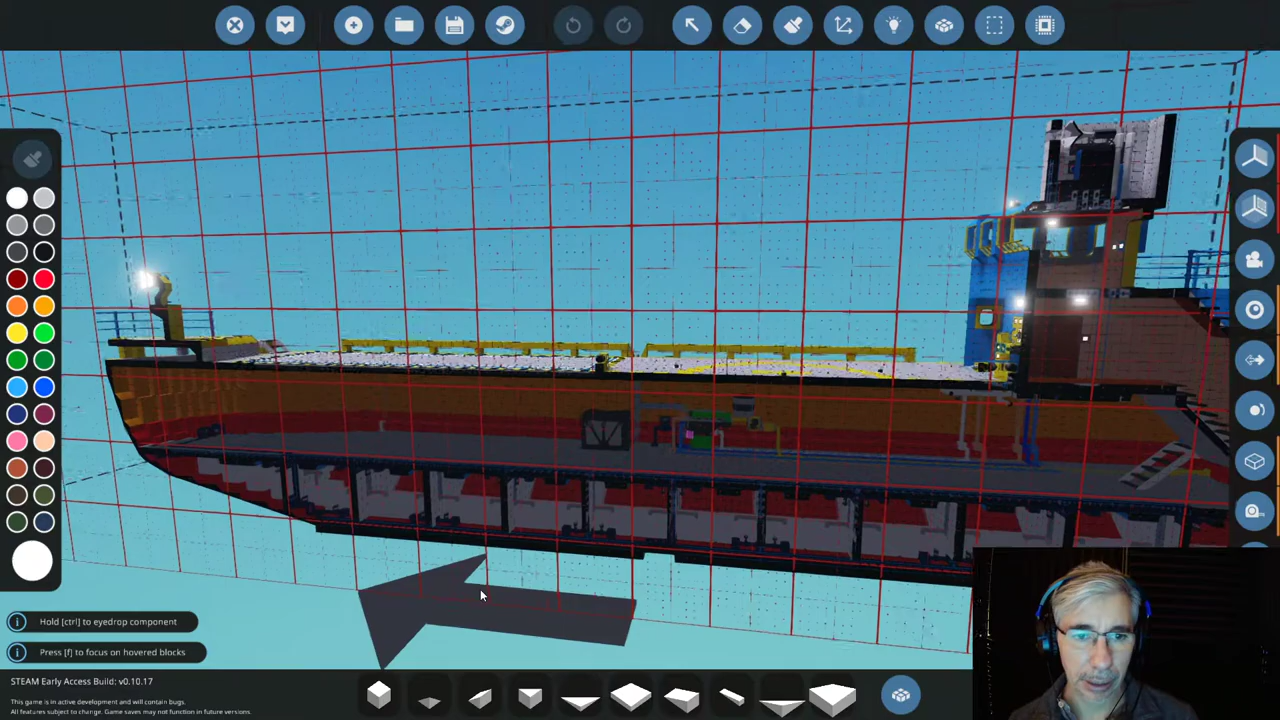 Hold [ctrl] to eyedrop component
Press [f] to focus on hovered blocks
STEAM Early Access Build: v0.10.17
This game is in active development and will contain bugs.
All features subject to change. Game saves may not function in future versions.